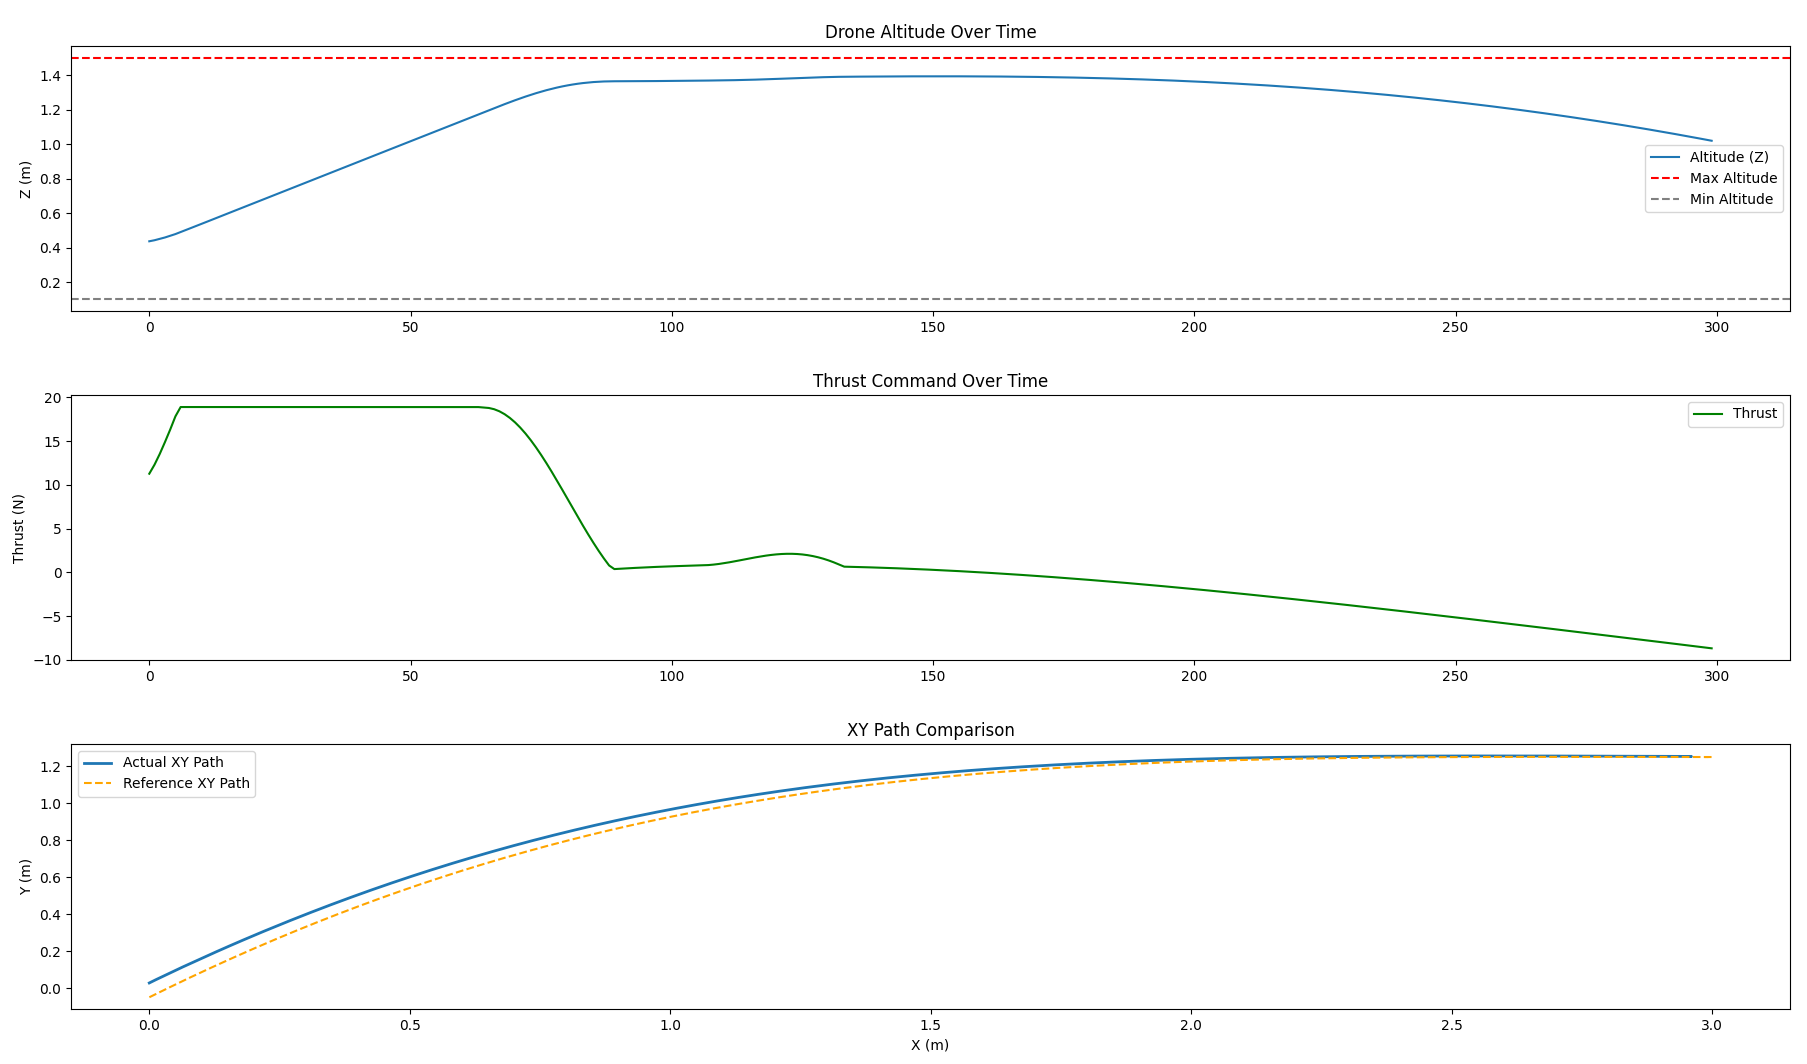 Drone Altitude Over Time
Z (m)
1.4
1.2
1.0
0.8
0.6
0.4
0.2
Altitude (Z)
Max Altitude
Min Altitude
0 50 100 150 200 250 300
Thrust Command Over Time
Thrust (N)
20
15
10
5
0
−5
−10
Thrust
0 50 100 150 200 250 300
XY Path Comparison
Y (m)
1.2
1.0
0.8
0.6
0.4
0.2
0.0
Actual XY Path
Reference XY Path
0.0 0.5 1.0 1.5 2.0 2.5 3.0
X (m)